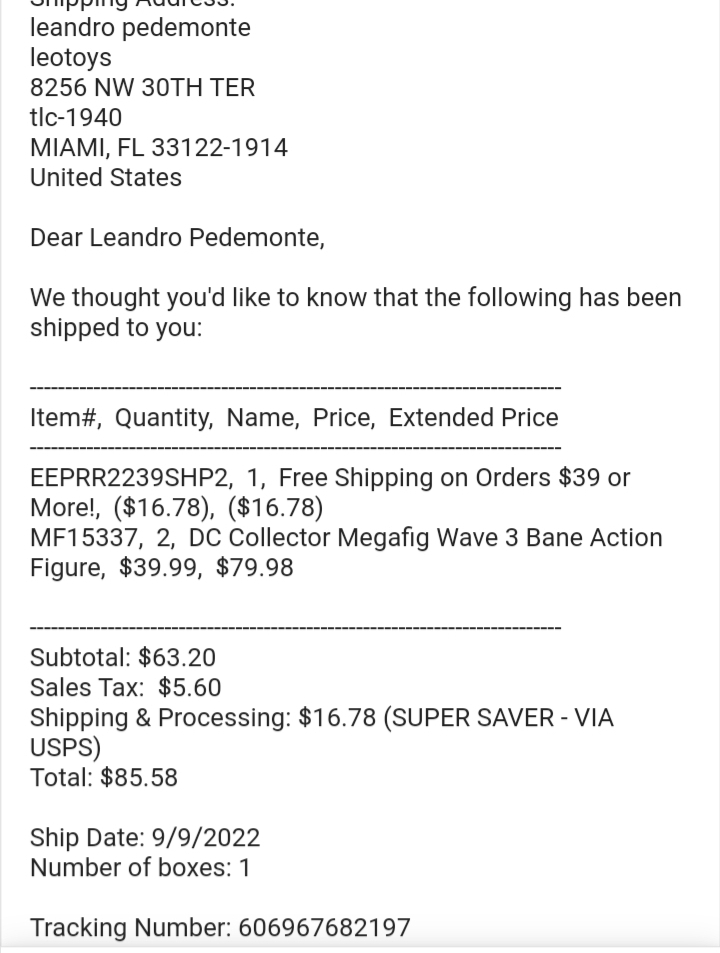 Shipping Address:
leandro pedemonte
leotoys
8256 NW 30TH TER
tlc-1940
MIAMI, FL 33122-1914
United States
Dear Leandro Pedemonte,
We thought you'd like to know that the following has been
shipped to you:
--------------------------------------------------------------------------------
Item#,  Quantity,  Name,  Price,  Extended Price
--------------------------------------------------------------------------------
EEPRR2239SHP2,  1,  Free Shipping on Orders $39 or
More!,  ($16.78),  ($16.78)
MF15337,  2,  DC Collector Megafig Wave 3 Bane Action
Figure,  $39.99,  $79.98
--------------------------------------------------------------------------------
Subtotal: $63.20
Sales Tax:  $5.60
Shipping & Processing: $16.78 (SUPER SAVER - VIA
USPS)
Total: $85.58
Ship Date: 9/9/2022
Number of boxes: 1
Tracking Number: 606967682197